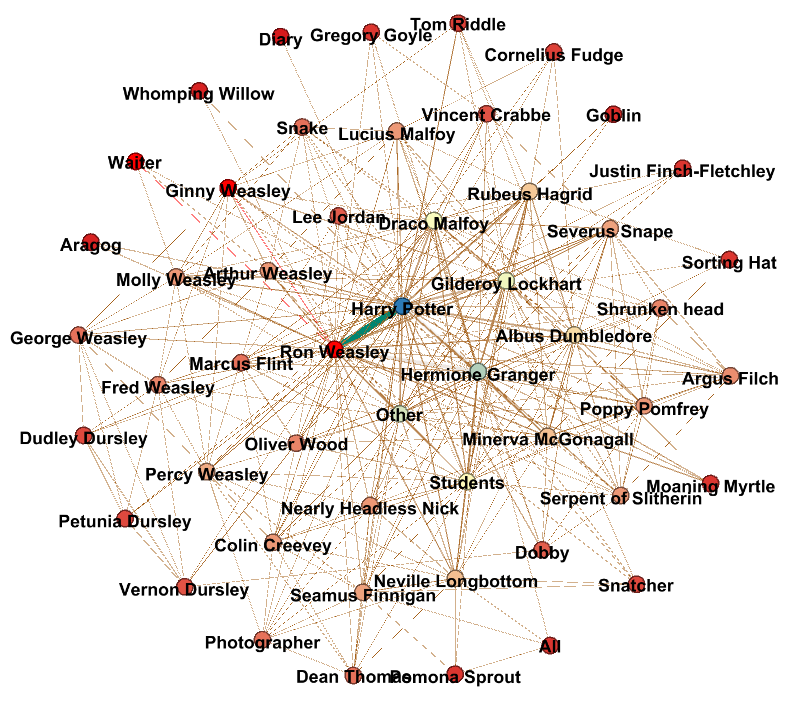 Tom Riddle
Diary
Gregory Goyle
Cornelius Fudge
Whomping Willow
Vincent Crabbe
Goblin
Snake
Lucius Malfoy
Waiter
Justin Finch-Fletchley
Ginny Weasley
Rubeus Hagrid
Lee Jordan
Draco Malfoy
Severus Snape
Aragog
Sorting Hat
Molly Weasley
Arthur Weasley
Gilderoy Lockhart
Harry Potter
Shrunken head
George Weasley
Albus Dumbledore
Ron Weasley
Marcus Flint
Hermione Granger
Argus Filch
Fred Weasley
Other
Poppy Pomfrey
Dudley Dursley
Oliver Wood
Minerva McGonagall
Percy Weasley
Students
Moaning Myrtle
Serpent of Slitherin
Nearly Headless Nick
Petunia Dursley
Colin Creevey
Dobby
Neville Longbottom
Snatcher
Vernon Dursley
Seamus Finnigan
Photographer
All
Dean Thomas
Pomona Sprout